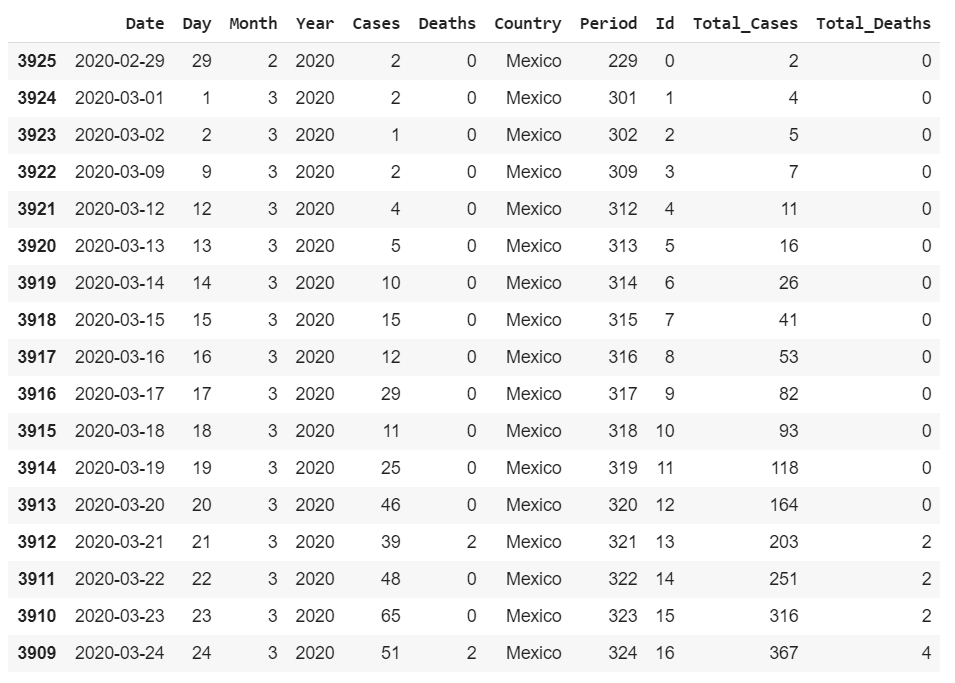 Date Day Month Year Cases Deaths Country Period Id Total_Cases Total_Deaths
3925 2020-02-29 29 2 2020 2 0 Mexico 229 0 2 0
3924 2020-03-01 1 3 2020 2 0 Mexico 301 1 4 0
3923 2020-03-02 2 3 2020 1 0 Mexico 302 2 5 0
3922 2020-03-09 9 3 2020 2 0 Mexico 309 3 7 0
3921 2020-03-12 12 3 2020 4 0 Mexico 312 4 11 0
3920 2020-03-13 13 3 2020 5 0 Mexico 313 5 16 0
3919 2020-03-14 14 3 2020 10 0 Mexico 314 6 26 0
3918 2020-03-15 15 3 2020 15 0 Mexico 315 7 41 0
3917 2020-03-16 16 3 2020 12 0 Mexico 316 8 53 0
3916 2020-03-17 17 3 2020 29 0 Mexico 317 9 82 0
3915 2020-03-18 18 3 2020 11 0 Mexico 318 10 93 0
3914 2020-03-19 19 3 2020 25 0 Mexico 319 11 118 0
3913 2020-03-20 20 3 2020 46 0 Mexico 320 12 164 0
3912 2020-03-21 21 3 2020 39 2 Mexico 321 13 203 2
3911 2020-03-22 22 3 2020 48 0 Mexico 322 14 251 2
3910 2020-03-23 23 3 2020 65 0 Mexico 323 15 316 2
3909 2020-03-24 24 3 2020 51 2 Mexico 324 16 367 4